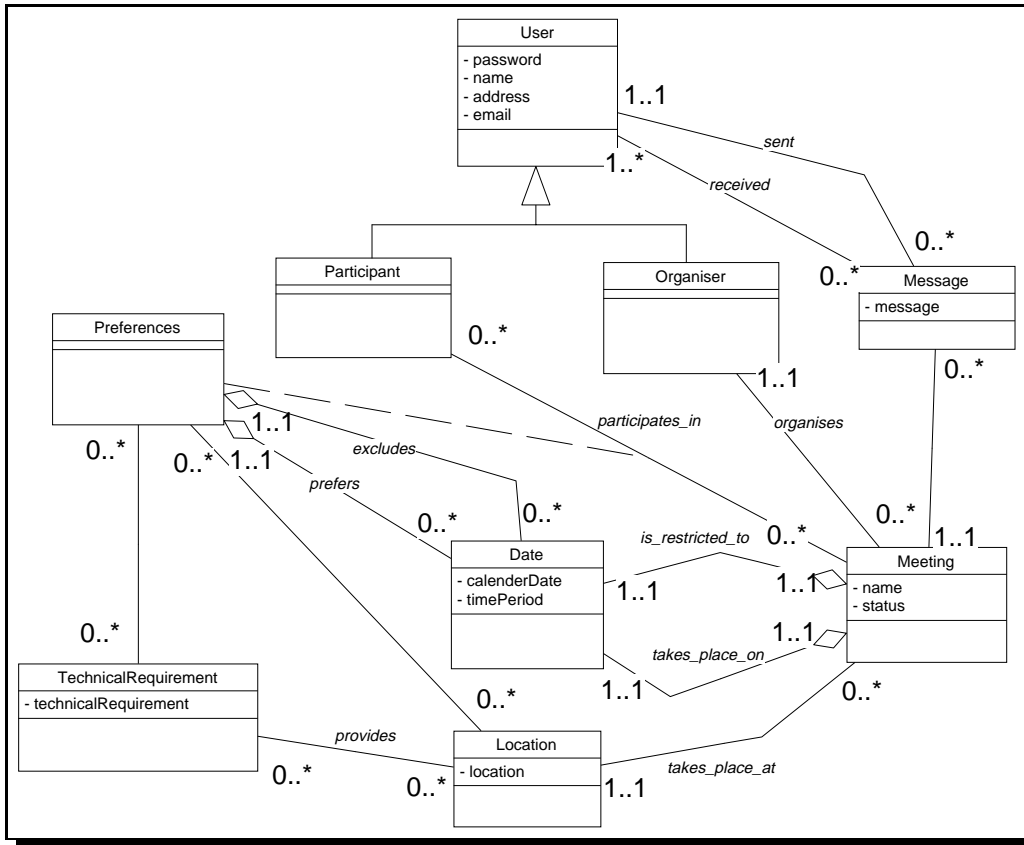 User
- password
- name
- address
- email
1..1
sent
1..*
received
0..*
0..*
Participant
Organiser
Message
- message
Preferences
0..*
1..1
0..*
1..1
participates_in
organises
0..*
0..*
1..1
excludes
1..1
prefers
0..*
0..*
0..*
0..*
1..1
is_restricted_to
Date
- calenderDate
- timePeriod
1..1
1..1
Meeting
- name
- status
0..*
1..1
takes_place_on
1..1
TechnicalRequirement
- technicalRequirement
0..*
0..*
provides
Location
- location
takes_place_at
0..*
0..*
1..1